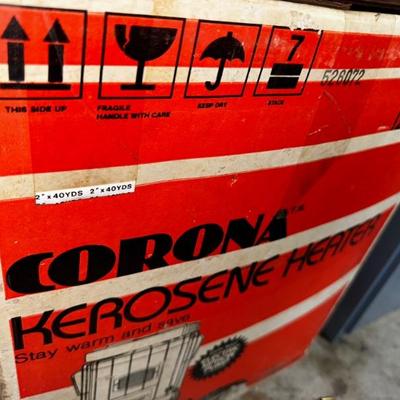 7
THIS SIDE UP
FRAGILE
HANDLE WITH CARE
KEEP DRY
STACK
528072
2" x 40YDS 2" x 40YDS
CORONA T.M.
KEROSENE HEATER
Stay warm and save